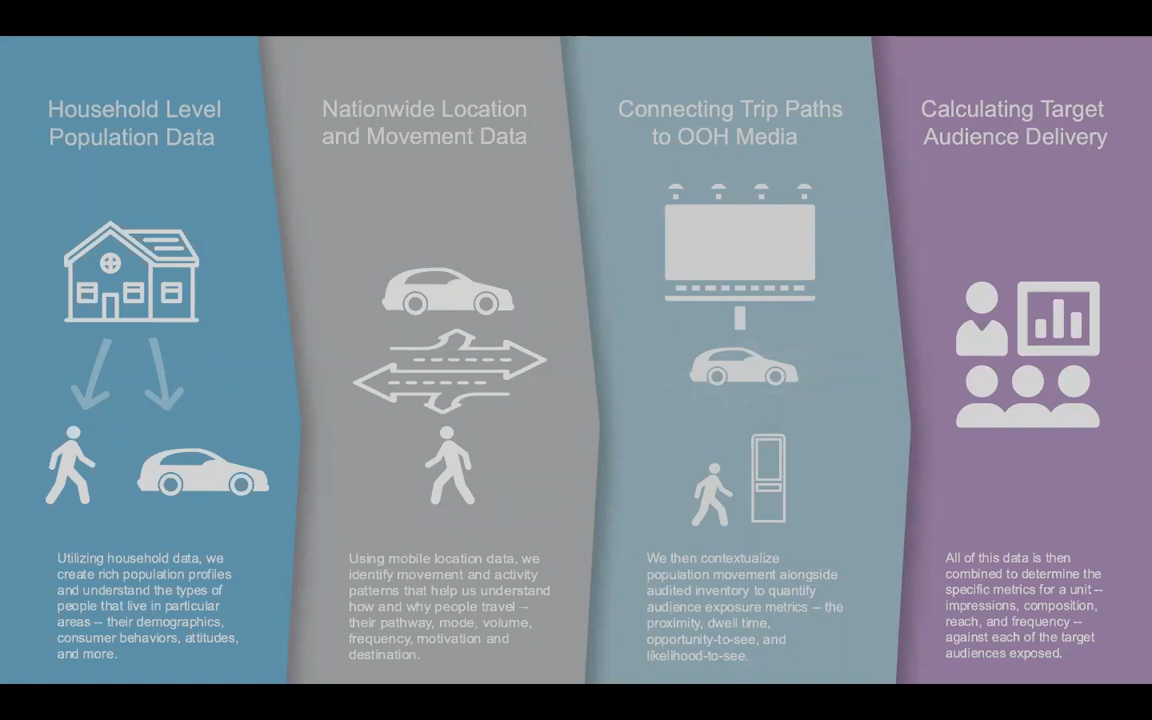 Household Level
Population Data
Utilizing household data, we
create rich population profiles
and understand the types of
people that live in particular
areas -- their demographics,
consumer behaviors, attitudes,
and more.
Nationwide Location
and Movement Data
Using mobile location data, we
identify movement and activity
patterns that help us understand
how and why people travel --
their pathway, mode, volume,
frequency, motivation and
destination.
Connecting Trip Paths
to OOH Media
We then contextualize
population movement alongside
audited inventory to quantify
audience exposure metrics -- the
proximity, dwell time,
opportunity-to-see, and
likelihood-to-see.
Calculating Target
Audience Delivery
All of this data is then
combined to determine the
specific metrics for a unit --
impressions, composition,
reach, and frequency --
against each of the target
audiences exposed.